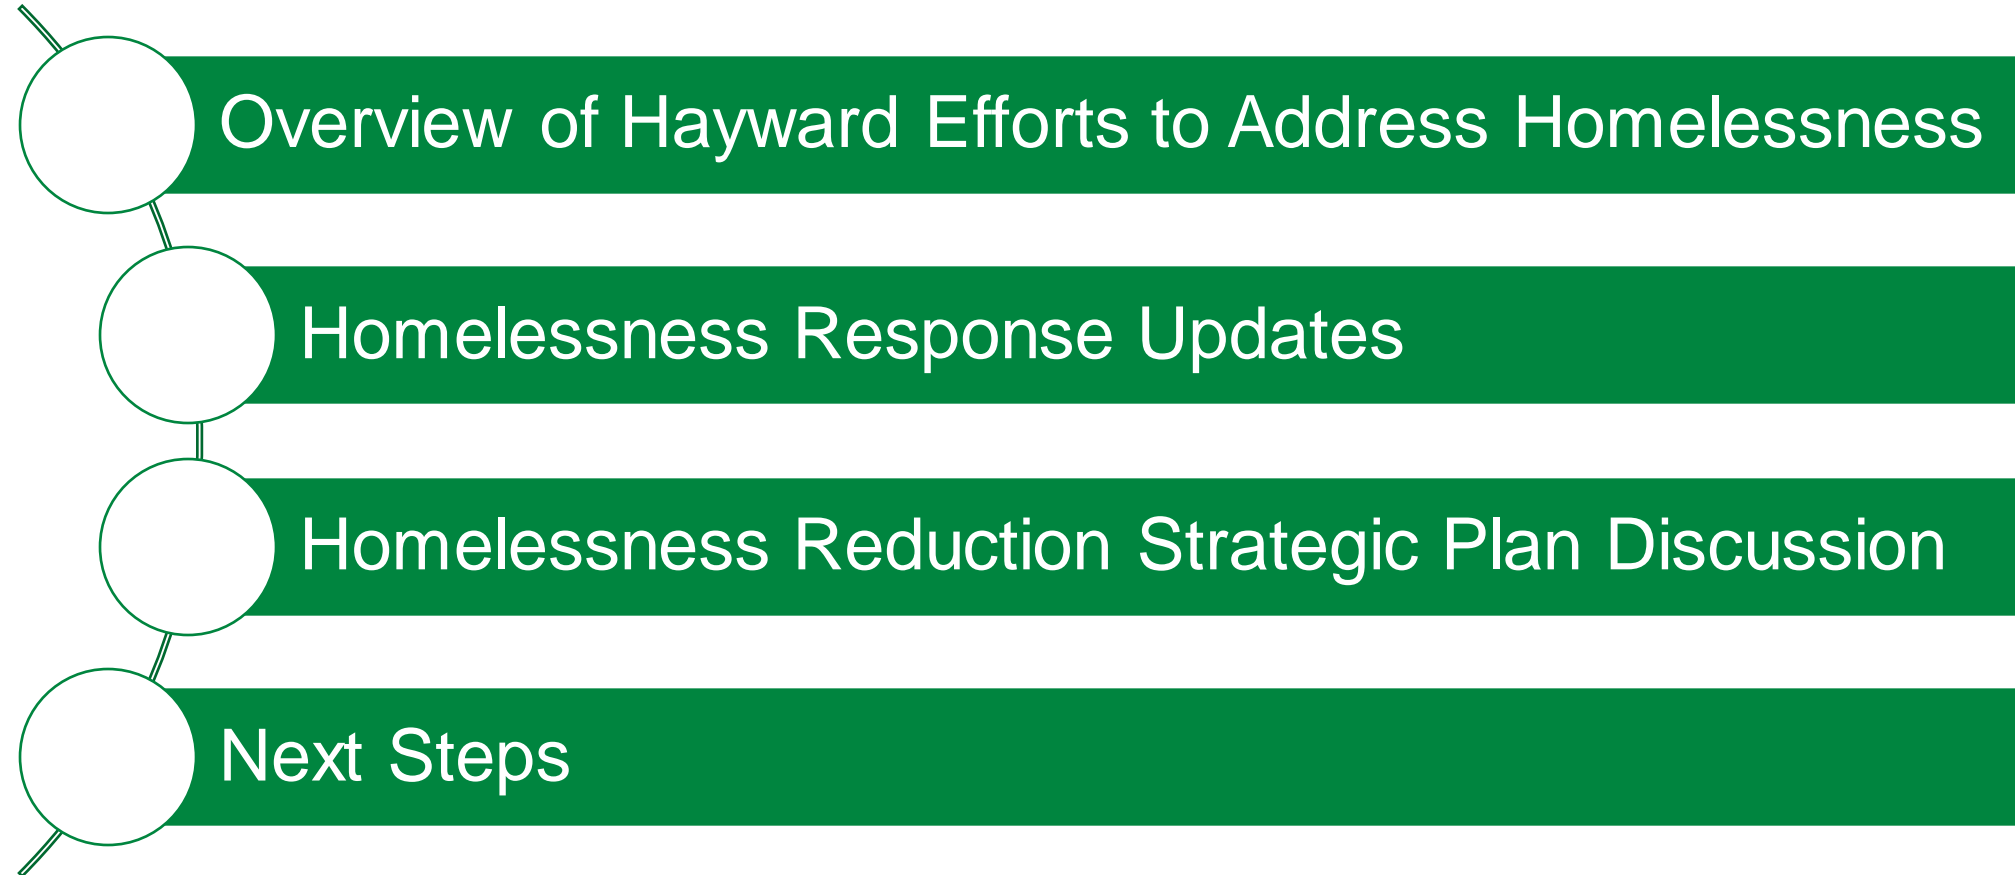 Overview of Hayward Efforts to Address Homelessness
Homelessness Response Updates
Homelessness Reduction Strategic Plan Discussion
Next Steps